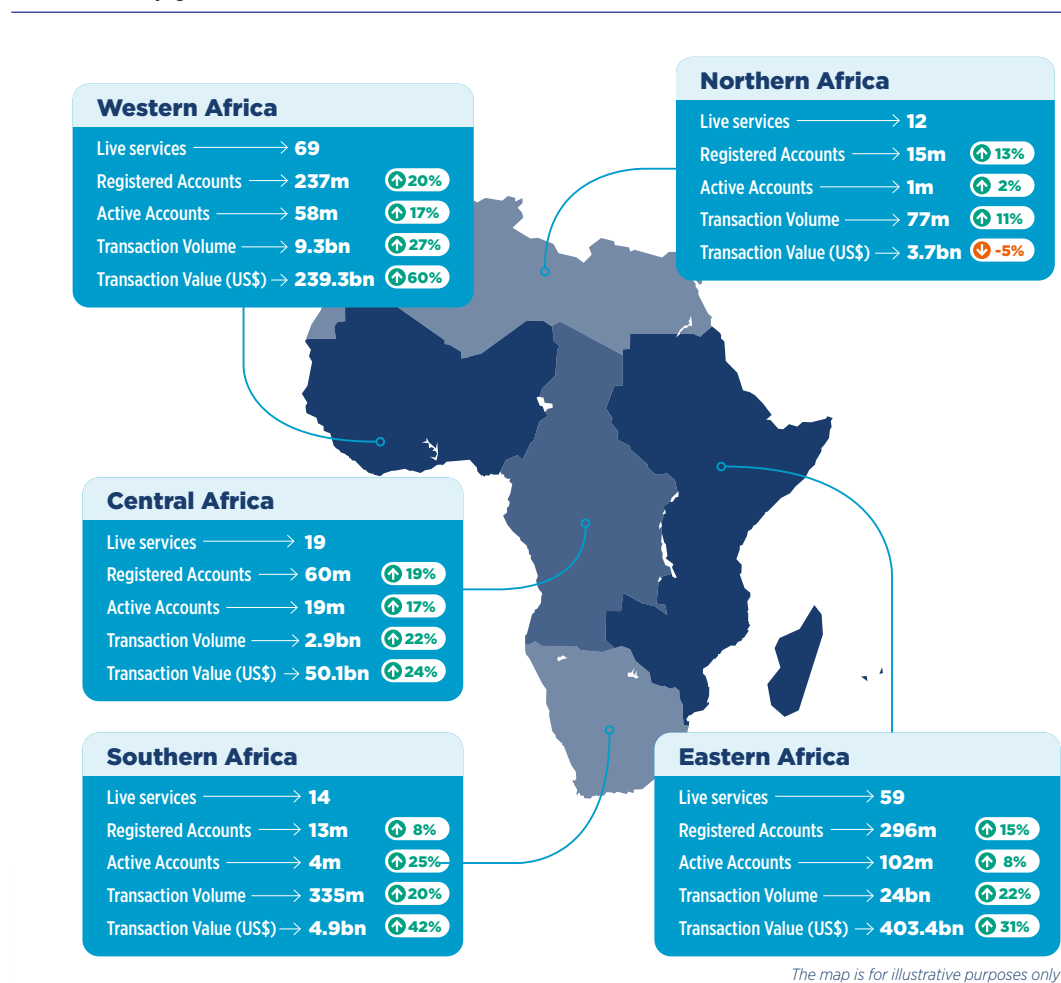 Western Africa
Live services 69
Registered Accounts 237m 20%
Active Accounts 58m 17%
Transaction Volume 9.3bn 27%
Transaction Value (US$) 239.3bn 60%
Northern Africa
Live services 12
Registered Accounts 15m 13%
Active Accounts 1m 2%
Transaction Volume 77m 11%
Transaction Value (US$) 3.7bn -5%
Central Africa
Live services 19
Registered Accounts 60m 19%
Active Accounts 19m 17%
Transaction Volume 2.9bn 22%
Transaction Value (US$) 50.1bn 24%
Southern Africa
Live services 14
Registered Accounts 13m 8%
Active Accounts 4m 25%
Transaction Volume 335m 20%
Transaction Value (US$) 4.9bn 42%
Eastern Africa
Live services 59
Registered Accounts 296m 15%
Active Accounts 102m 8%
Transaction Volume 24bn 22%
Transaction Value (US$) 403.4bn 31%
The map is for illustrative purposes only